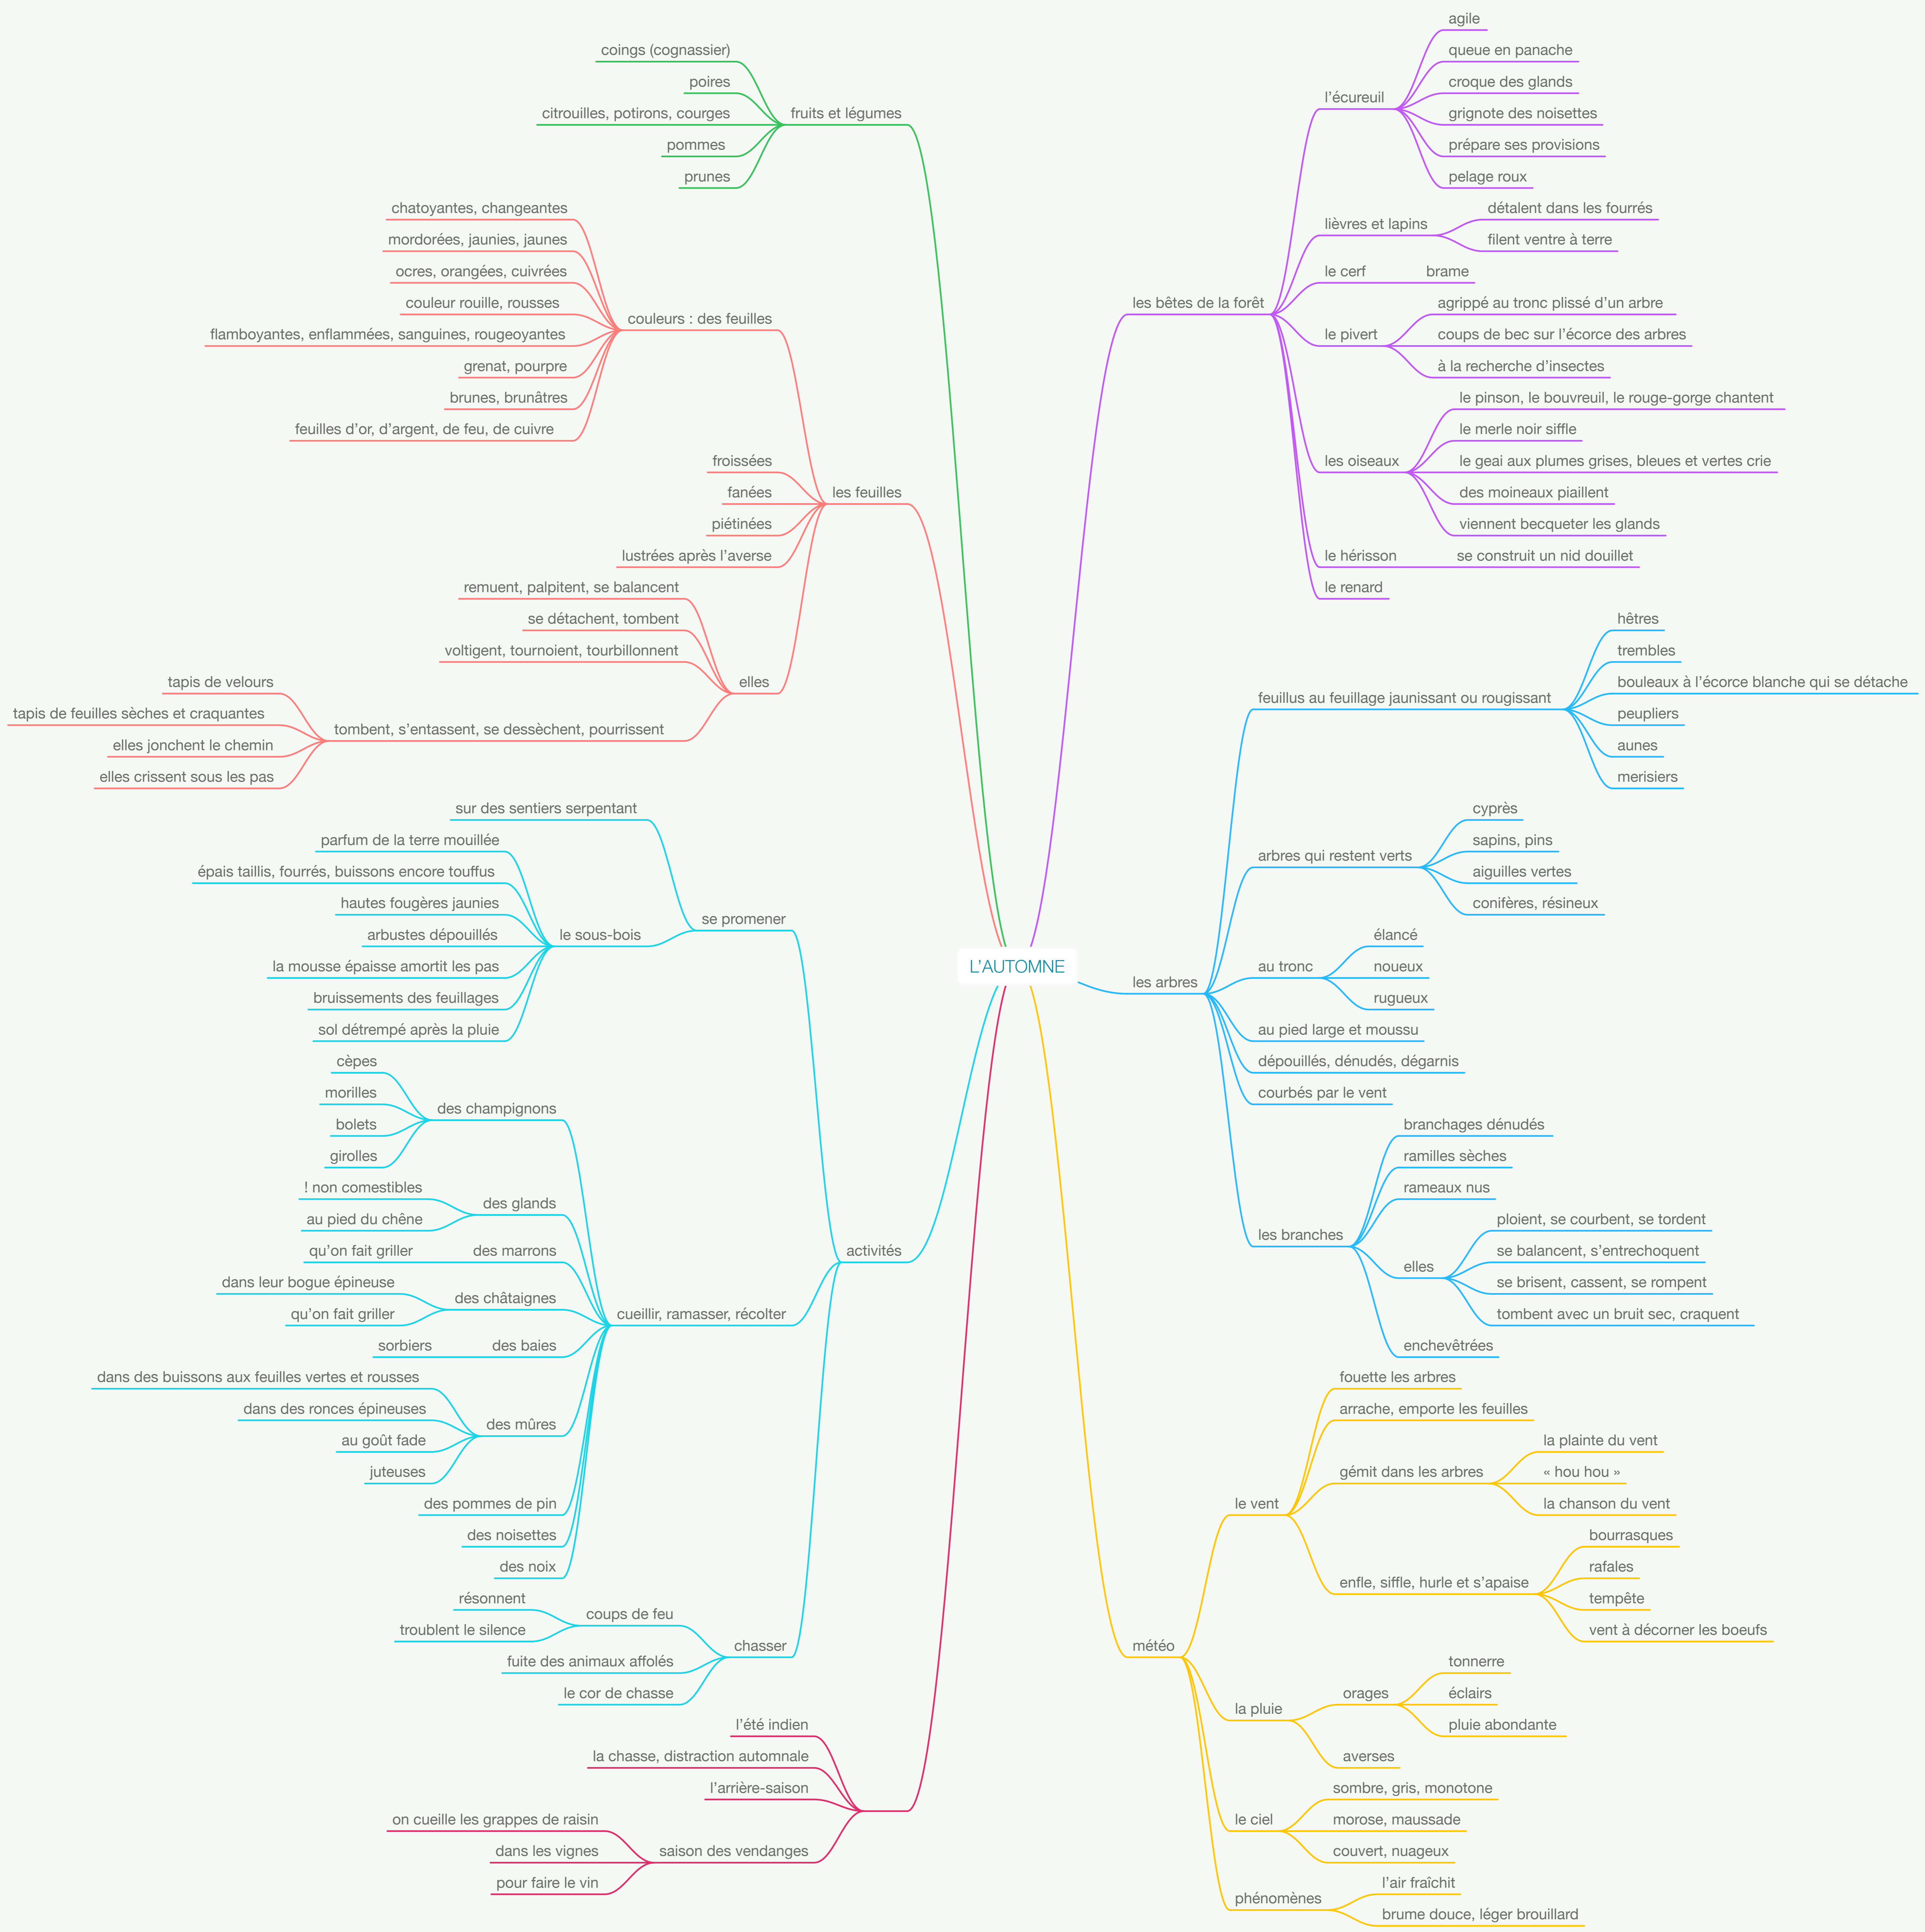 L’AUTOMNE
fruits et légumes
coings (cognassier)
poires
citrouilles, potirons, courges
pommes
prunes
les feuilles
couleurs : des feuilles
chatoyantes, changeantes
mordorées, jaunies, jaunes
ocres, orangées, cuivrées
couleur rouille, rousses
flamboyantes, enflammées, sanguines, rougeoyantes
grenat, pourpre
brunes, brunâtres
feuilles d’or, d’argent, de feu, de cuivre
froissées
fanées
piétinées
lustrées après l’averse
elles
remuent, palpitent, se balancent
se détachent, tombent
voltigent, tournoient, tourbillonnent
tombent, s’entassent, se dessèchent, pourrissent
tapis de velours
tapis de feuilles sèches et craquantes
elles jonchent le chemin
elles crissent sous les pas
activités
se promener
sur des sentiers serpentant
le sous-bois
parfum de la terre mouillée
épais taillis, fourrés, buissons encore touffus
hautes fougères jaunies
arbustes dépouillés
la mousse épaisse amortit les pas
bruissements des feuillages
sol détrempé après la pluie
cueillir, ramasser, récolter
des champignons
cèpes
morilles
bolets
girolles
des glands
! non comestibles
au pied du chêne
des marrons
qu’on fait griller
des châtaignes
dans leur bogue épineuse
qu’on fait griller
des baies
sorbiers
des mûres
dans des buissons aux feuilles vertes et rousses
dans des ronces épineuses
au goût fade
juteuses
des pommes de pin
des noisettes
des noix
chasser
coups de feu
résonnent
troublent le silence
fuite des animaux affolés
le cor de chasse
l’été indien
la chasse, distraction automnale
l’arrière-saison
saison des vendanges
on cueille les grappes de raisin
dans les vignes
pour faire le vin
les bêtes de la forêt
l’écureuil
agile
queue en panache
croque des glands
grignote des noisettes
prépare ses provisions
pelage roux
lièvres et lapins
détalent dans les fourrés
filent ventre à terre
le cerf
brame
le pivert
agrippé au tronc plissé d’un arbre
coups de bec sur l’écorce des arbres
à la recherche d’insectes
les oiseaux
le pinson, le bouvreuil, le rouge-gorge chantent
le merle noir siffle
le geai aux plumes grises, bleues et vertes crie
des moineaux piaillent
viennent becqueter les glands
le hérisson
se construit un nid douillet
le renard
les arbres
feuillus au feuillage jaunissant ou rougissant
hêtres
trembles
bouleaux à l’écorce blanche qui se détache
peupliers
aunes
merisiers
arbres qui restent verts
cyprès
sapins, pins
aiguilles vertes
conifères, résineux
au tronc
élancé
noueux
rugueux
au pied large et moussu
dépouillés, dénudés, dégarnis
courbés par le vent
les branches
branchages dénudés
ramilles sèches
rameaux nus
elles
ploient, se courbent, se tordent
se balancent, s’entrechoquent
se brisent, cassent, se rompent
tombent avec un bruit sec, craquent
enchevêtrées
météo
le vent
fouette les arbres
arrache, emporte les feuilles
gémit dans les arbres
la plainte du vent
« hou hou »
la chanson du vent
enfle, siffle, hurle et s’apaise
bourrasques
rafales
tempête
vent à décorner les boeufs
la pluie
orages
tonnerre
éclairs
pluie abondante
averses
le ciel
sombre, gris, monotone
morose, maussade
couvert, nuageux
phénomènes
l’air fraîchit
brume douce, léger brouillard